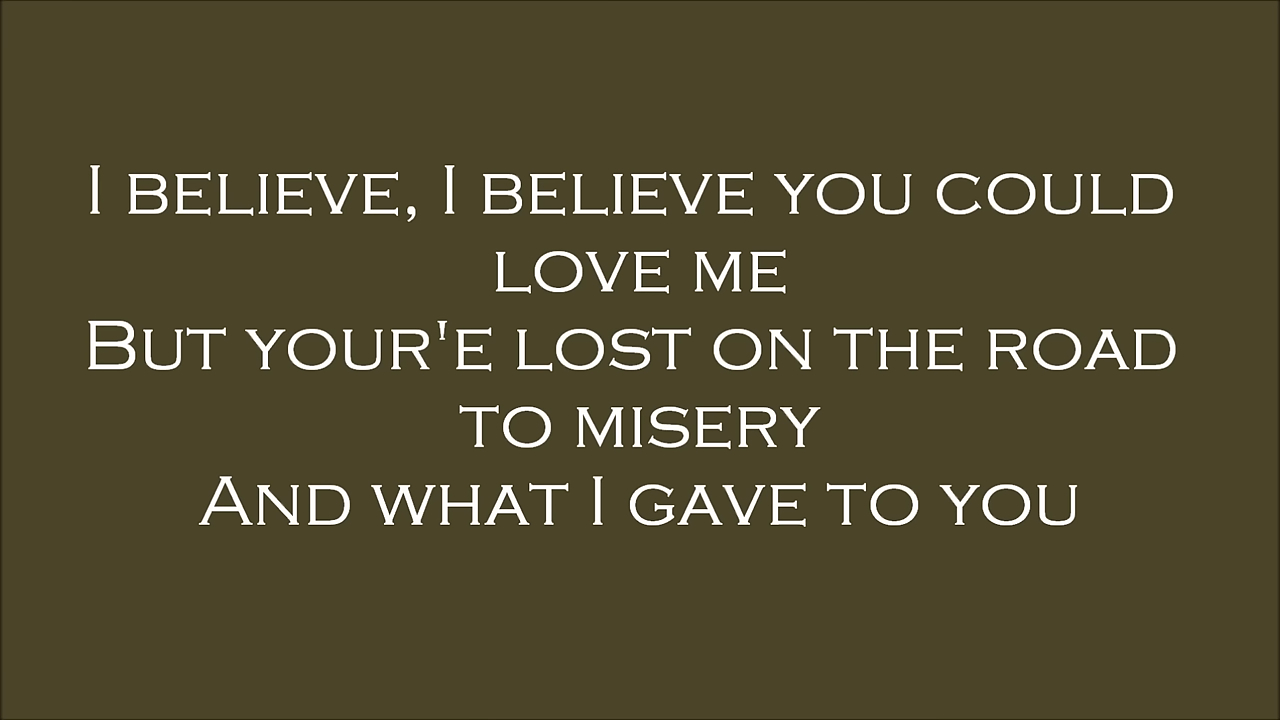 I believe, I believe you could
love me
But your'e lost on the road
to misery
And what I gave to you